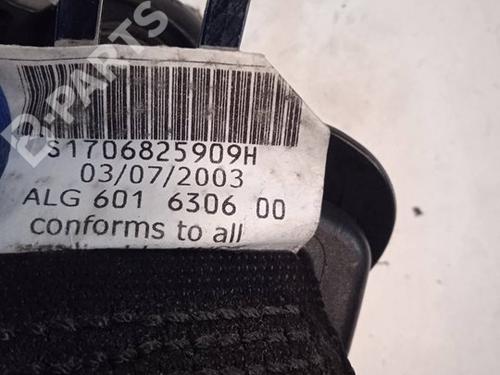 B-PARTS
S1706825909H
03/07/2003
ALG 601 6306 00
conforms to all